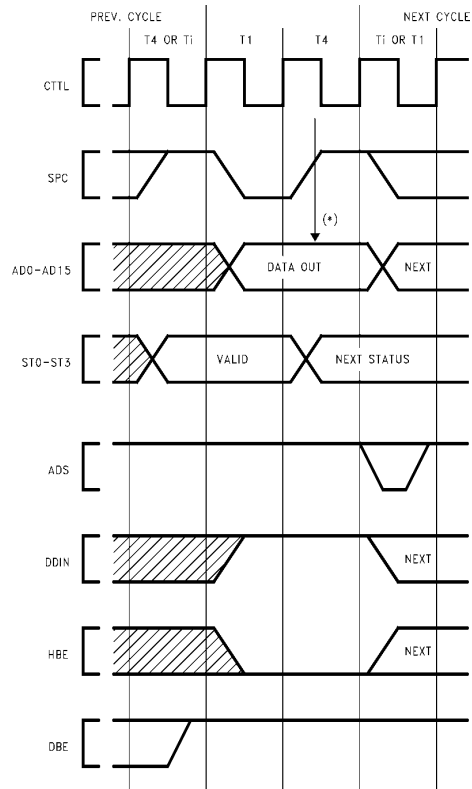 PREV. CYCLE NEXT CYCLE
T4 OR Ti T1 T4 Ti OR T1
CTTL
SPC
(*)
AD0-AD15 DATA OUT NEXT
ST0-ST3 VALID NEXT STATUS
ADS
DDIN NEXT
HBE NEXT
DBE